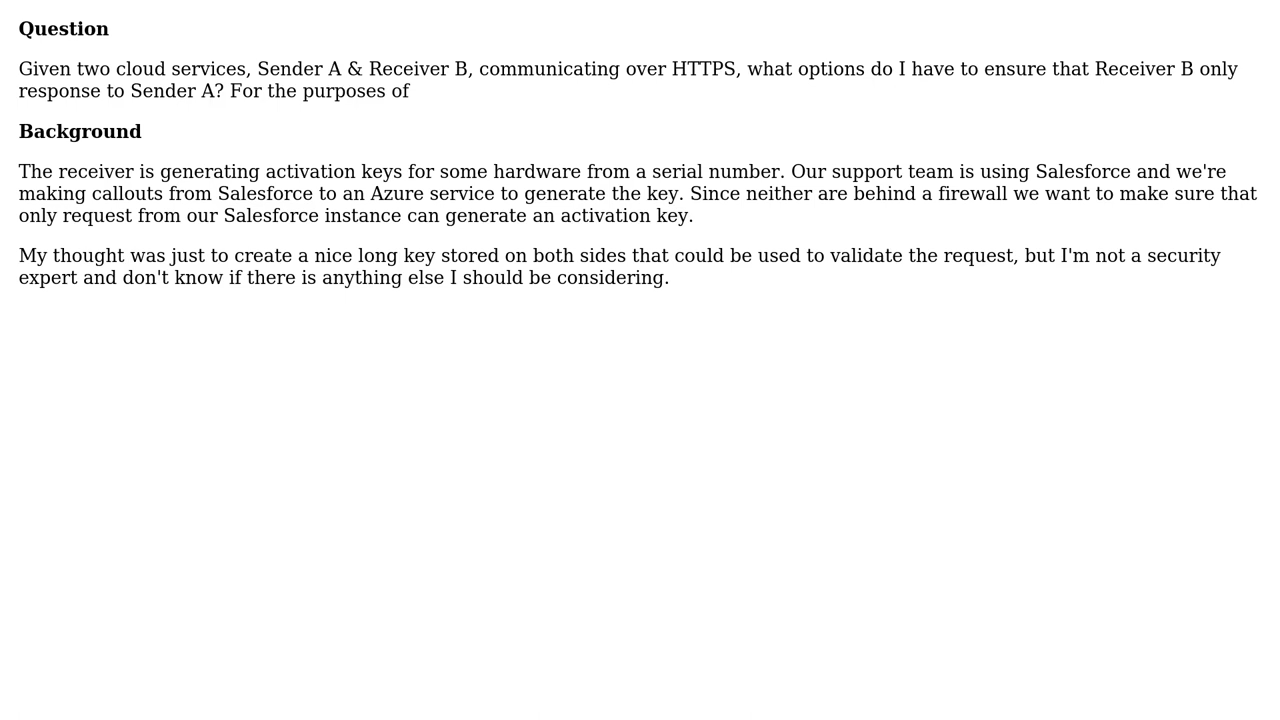 Question
Given two cloud services, Sender A & Receiver B, communicating over HTTPS, what options do I have to ensure that Receiver B only
response to Sender A? For the purposes of
Background
The receiver is generating activation keys for some hardware from a serial number. Our support team is using Salesforce and we're
making callouts from Salesforce to an Azure service to generate the key. Since neither are behind a firewall we want to make sure that
only request from our Salesforce instance can generate an activation key.
My thought was just to create a nice long key stored on both sides that could be used to validate the request, but I'm not a security
expert and don't know if there is anything else I should be considering.